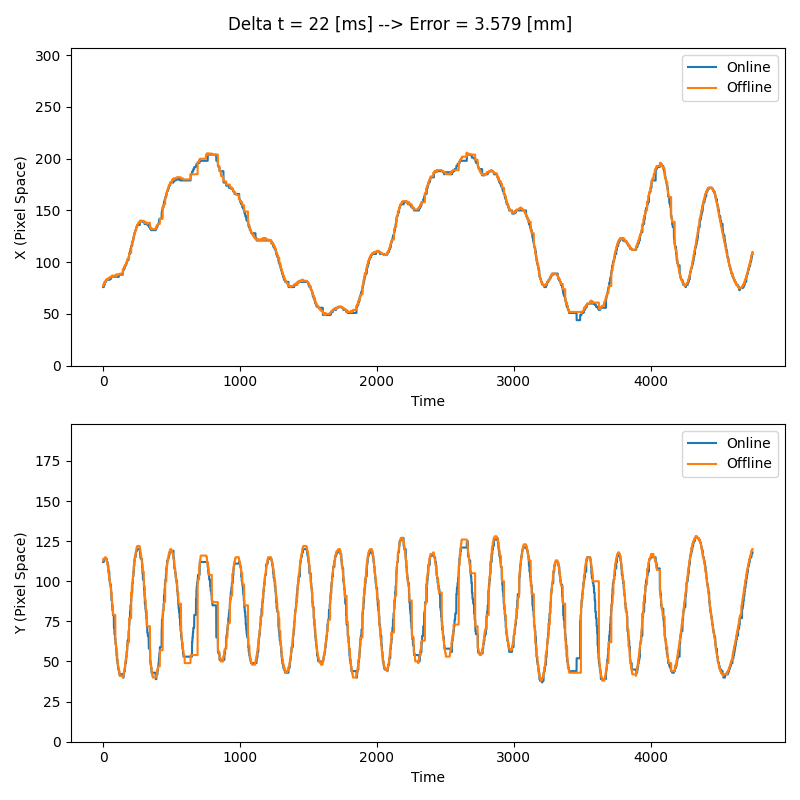 Delta t = 22 [ms] --> Error = 3.579 [mm]
300
250
200
150
100
50
0
X (Pixel Space)
Online
Offline
0 1000 2000 3000 4000
Time
175
150
125
100
75
50
25
0
Y (Pixel Space)
Online
Offline
0 1000 2000 3000 4000
Time